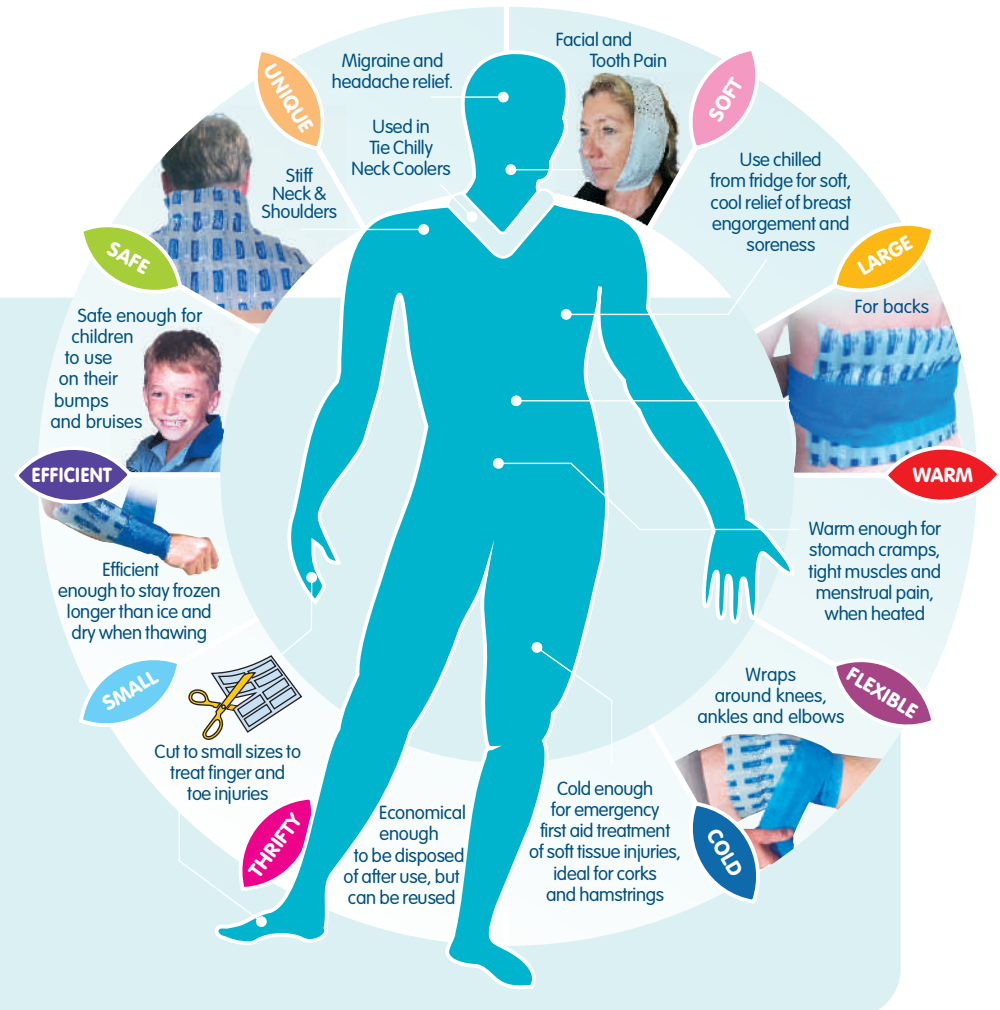 UNIQUE
Migraine and
headache relief.
Used in
Tie Chilly
Neck Coolers
Stiff
Neck &
Shoulders
Facial and
Tooth Pain
SOFT
Use chilled
from fridge for soft,
cool relief of breast
engorgement and
soreness
LARGE
For backs
WARM
Warm enough for
stomach cramps,
tight muscles and
menstrual pain,
when heated
FLEXIBLE
Wraps
around knees,
ankles and elbows
COLD
Cold enough
for emergency
first aid treatment
of soft tissue injuries,
ideal for corks
and hamstrings
Economical
enough
to be disposed
of after use, but
can be reused
THRIFTY
Cut to small sizes to
treat finger and
toe injuries
SMALL
Efficient
enough to stay frozen
longer than ice and
dry when thawing
EFFICIENT
Safe enough for
children
to use
on their
bumps
and bruises
SAFE